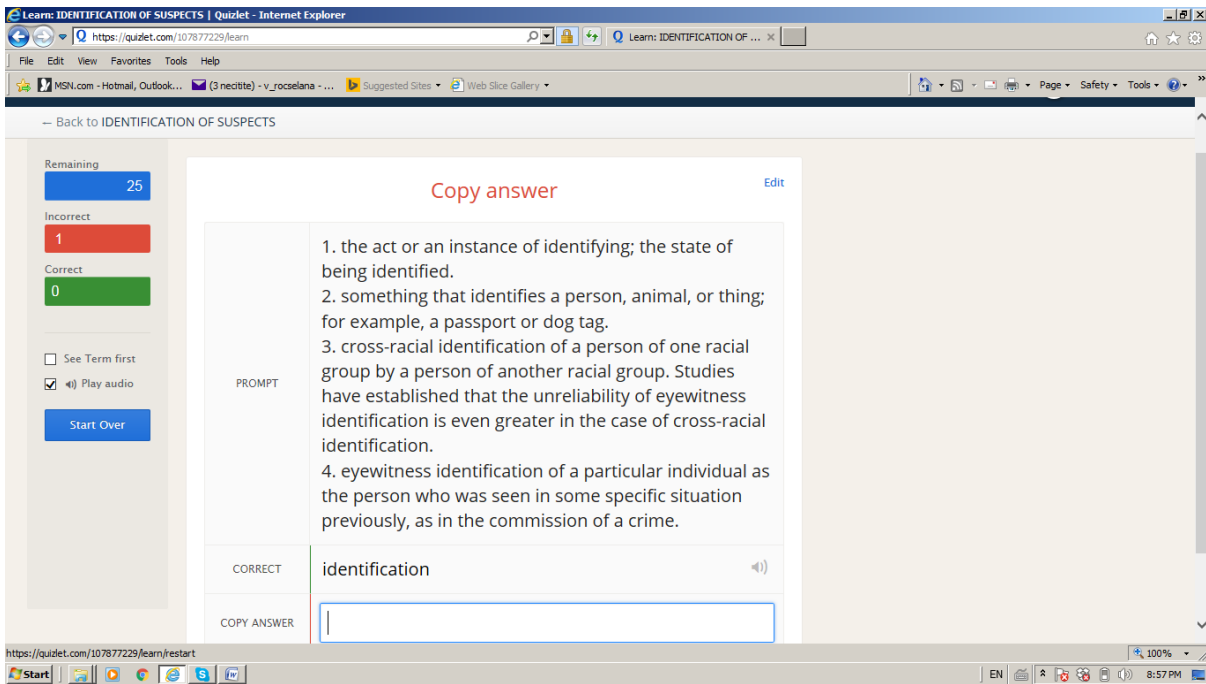 Learn: IDENTIFICATION OF SUSPECTS | Quizlet - Internet Explorer
https://quizlet.com/107877229/learn
Learn: IDENTIFICATION OF ...
File Edit View Favorites Tools Help
MSN.com - Hotmail, Outlook... (3 necitite) - v_rocselana - ... Suggested Sites Web Slice Gallery Page Safety Tools
← Back to IDENTIFICATION OF SUSPECTS
Remaining
25
Incorrect
1
Correct
0
See Term first
Play audio
Start Over
Copy answer
Edit
PROMPT
1. the act or an instance of identifying; the state of
being identified.
2. something that identifies a person, animal, or thing;
for example, a passport or dog tag.
3. cross-racial identification of a person of one racial
group by a person of another racial group. Studies
have established that the unreliability of eyewitness
identification is even greater in the case of cross-racial
identification.
4. eyewitness identification of a particular individual as
the person who was seen in some specific situation
previously, as in the commission of a crime.
CORRECT
identification
COPY ANSWER
https://quizlet.com/107877229/learn/restart
100%
Start
EN
8:57 PM